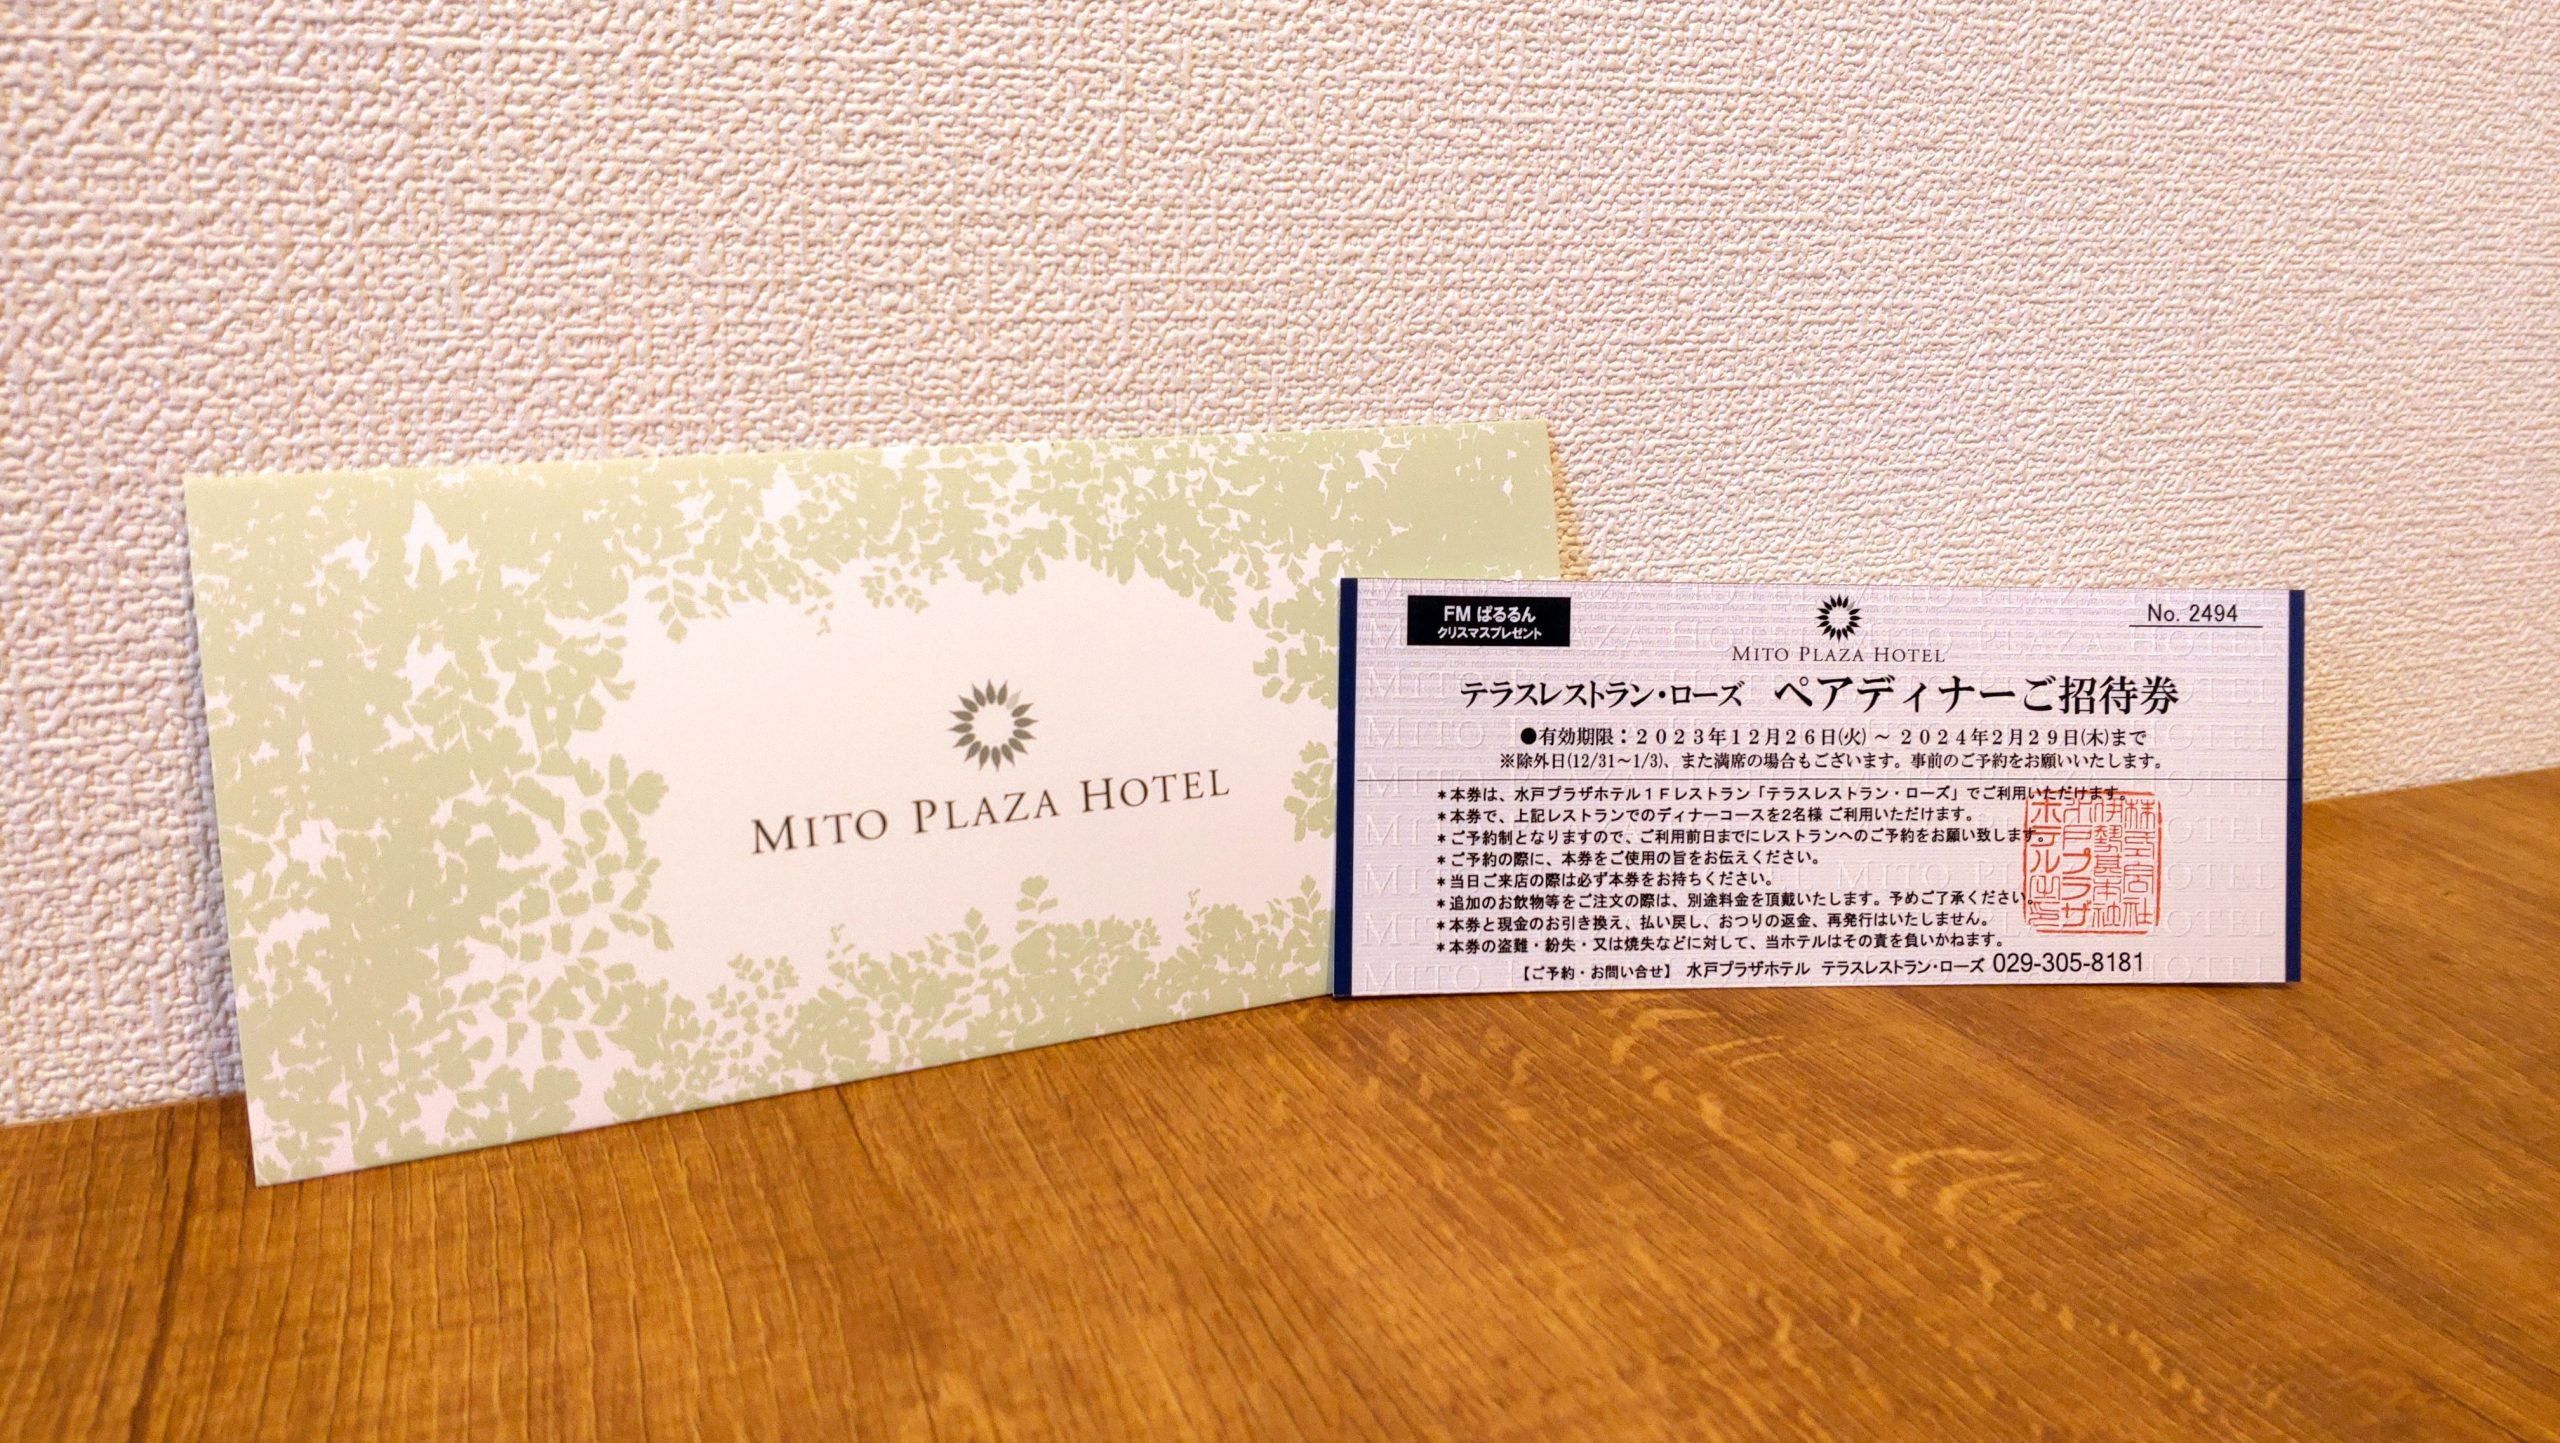 MITO PLAZA HOTEL
FM ぱるるん
クリスマスプレゼント
No. 2494
MITO PLAZA HOTEL
テラスレストラン・ローズ ペアディナーご招待券
●有効期限：２０２３年１２月２６日(火) ～ ２０２４年２月２９日(木)まで
※除外日(12/31～1/3)、また満席の場合もございます。事前のご予約をお願いいたします。
＊本券は、水戸プラザホテル１Ｆレストラン「テラスレストラン・ローズ」でご利用いただけます。
＊本券で、上記レストランでのディナーコースを2名様 ご利用いただけます。
＊ご予約制となりますので、ご利用前日までにレストランへのご予約をお願い致します。
＊ご予約の際に、本券をご使用の旨をお伝えください。
＊当日ご来店の際は必ず本券をお持ちください。
＊追加のお飲物等をご注文の際は、別途料金を頂戴いたします。予めご了承ください。
＊本券と現金のお引き換え、払い戻し、おつりの返金、再発行はいたしません。
＊本券の盗難・紛失・又は焼失などに対して、当ホテルはその責を負いかねます。
株式会社
伊勢甚本社
水戸プラザ
ホテル之印
【ご予約・お問い合せ】 水戸プラザホテル テラスレストラン・ローズ 029-305-8181